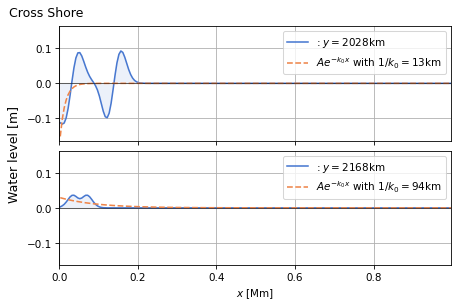 Cross Shore
Water level [m]
0.1
0.0
−0.1
: y = 2028km
Ae^{−k₀x} with 1/k₀ = 13km
0.1
0.0
−0.1
: y = 2168km
Ae^{−k₀x} with 1/k₀ = 94km
0.0 0.2 0.4 0.6 0.8
x [Mm]